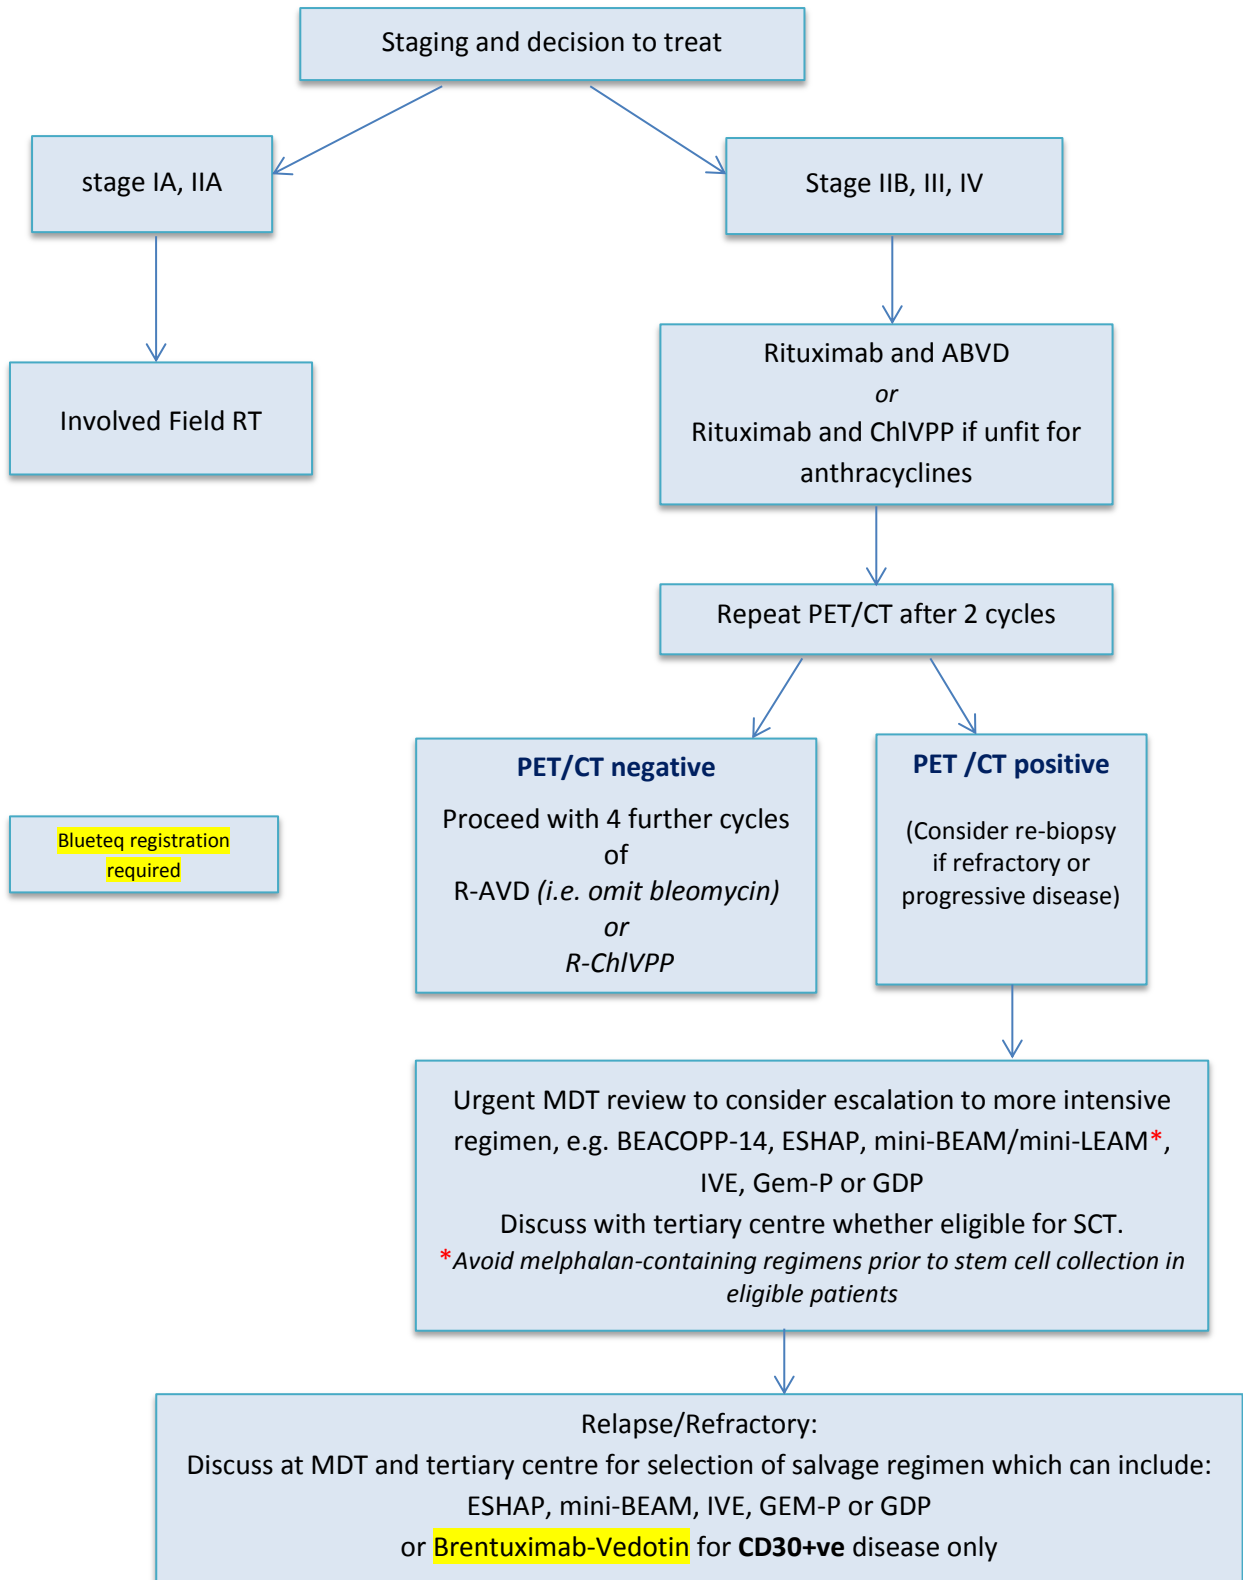 Staging and decision to treat
stage IA, IIA
Stage IIB, III, IV
Involved Field RT
Rituximab and ABVD
or
Rituximab and ChlVPP if unfit for
anthracyclines
Repeat PET/CT after 2 cycles
PET/CT negative
Proceed with 4 further cycles
of
R-AVD (i.e. omit bleomycin)
or
R-ChlVPP
PET /CT positive
(Consider re-biopsy
if refractory or
progressive disease)
Blueteq registration
required
Urgent MDT review to consider escalation to more intensive
regimen, e.g. BEACOPP-14, ESHAP, mini-BEAM/mini-LEAM*,
IVE, Gem-P or GDP
Discuss with tertiary centre whether eligible for SCT.
*Avoid melphalan-containing regimens prior to stem cell collection in
eligible patients
Relapse/Refractory:
Discuss at MDT and tertiary centre for selection of salvage regimen which can include:
ESHAP, mini-BEAM, IVE, GEM-P or GDP
or Brentuximab-Vedotin for CD30+ve disease only